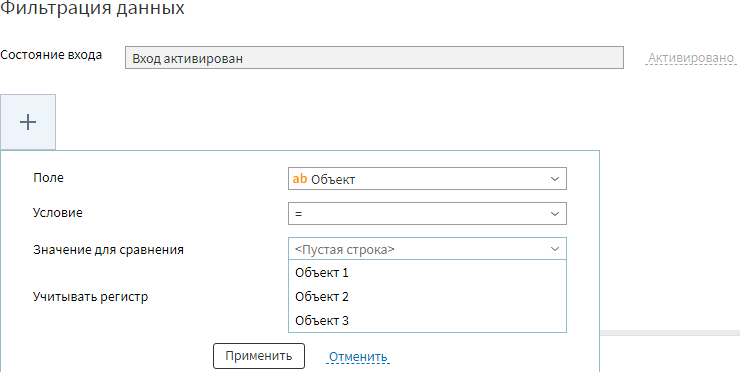 Фильтрация данных
Состояние входа
Вход активирован
Активировано
Поле
ab Объект
Условие
=
Значение для сравнения
<Пустая строка>
Объект 1
Объект 2
Учитывать регистр
Объект 3
Применить
Отменить